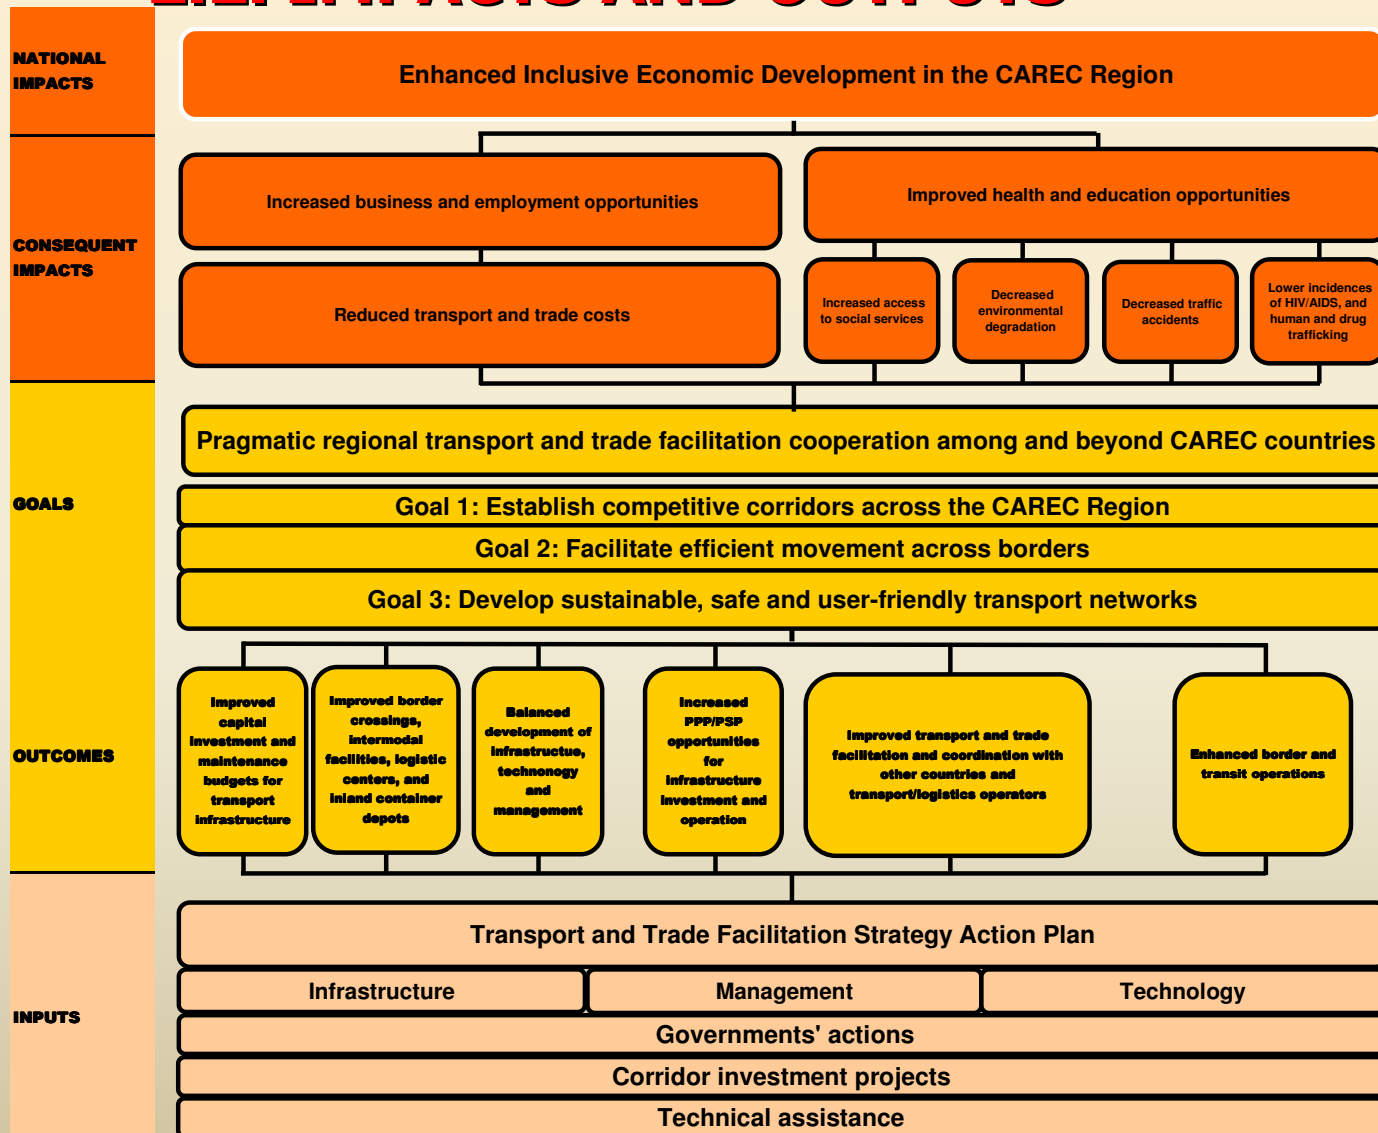 IMPACTS AND OUTPUTS
NATIONAL
IMPACTS
Enhanced Inclusive Economic Development in the CAREC Region
CONSEQUENT
IMPACTS
Increased business and employment opportunities
Improved health and education opportunities
Reduced transport and trade costs
Increased access
to social services
Decreased
environmental
degradation
Decreased traffic
accidents
Lower incidences
of HIV/AIDS, and
human and drug
trafficking
GOALS
Pragmatic regional transport and trade facilitation cooperation among and beyond CAREC countries
Goal 1: Establish competitive corridors across the CAREC Region
Goal 2: Facilitate efficient movement across borders
Goal 3: Develop sustainable, safe and user-friendly transport networks
OUTCOMES
Improved
capital
investment and
maintenance
budgets for
transport
infrastructure
Improved border
crossings,
intermodal
facilities, logistic
centers, and
inland container
depots
Balanced
development of
infrastructue,
technonogy
and
management
Increased
PPP/PSP
opportunities
for
infrastructure
investment and
operation
Improved transport and trade
facilitation and coordination with
other countries and
transport/logistics operators
Enhanced border and
transit operations
INPUTS
Transport and Trade Facilitation Strategy Action Plan
Infrastructure
Management
Technology
Governments' actions
Corridor investment projects
Technical assistance